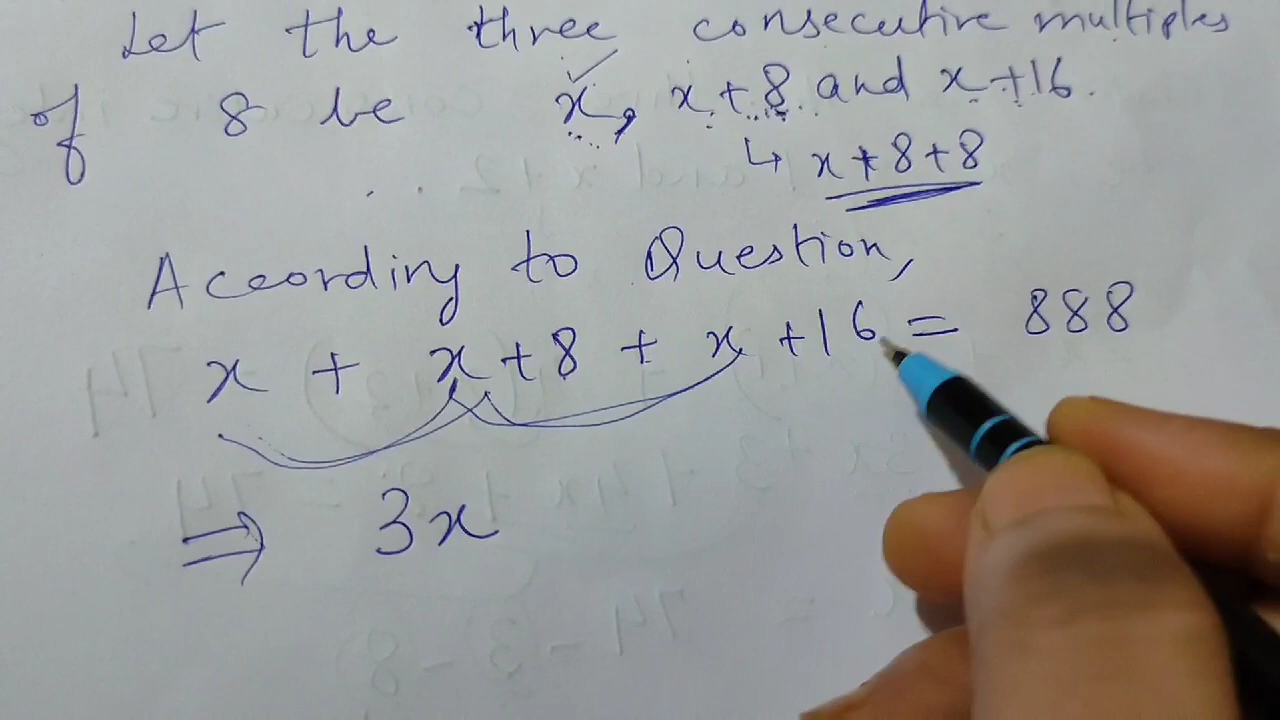 Let the three consecutive multiples
of 8 be x, x+8 and x+16.
↳ x+8+8
According to Question,
x + x+8 + x+16 = 888
⇒ 3x